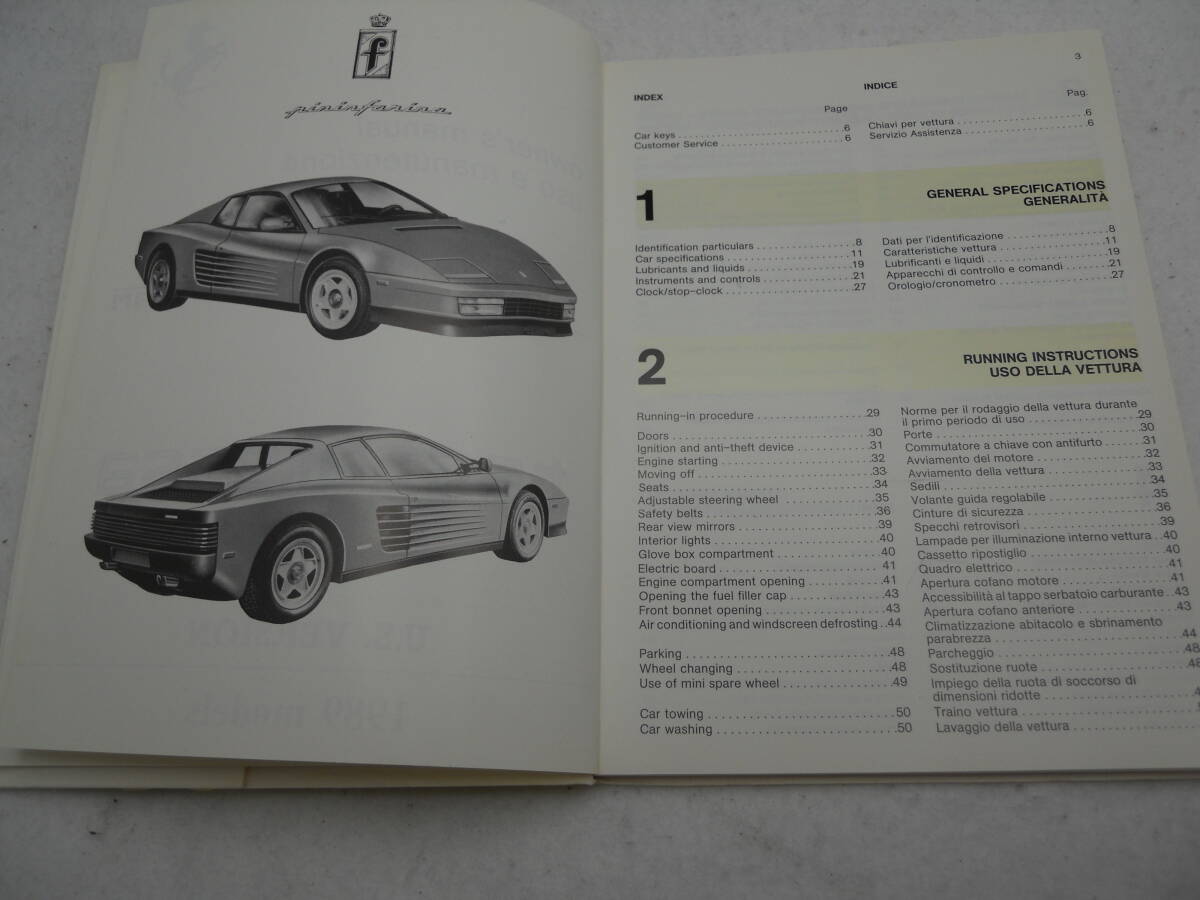 f
pininfarina
3
INDEX
Page
Car keys 6
Customer Service 6
INDICE
Pag.
Chiavi per vettura 6
Servizio Assistenza 6
1
GENERAL SPECIFICATIONS
GENERALITÀ
Identification particulars 8
Car specifications 11
Lubricants and liquids 19
Instruments and controls 21
Clock/stop-clock 27
Dati per l'identificazione 8
Caratteristiche vettura 11
Lubrificanti e liquidi 19
Apparecchi di controllo e comandi 21
Orologio/cronometro 27
2
RUNNING INSTRUCTIONS
USO DELLA VETTURA
Running-in procedure 29
Doors 30
Ignition and anti-theft device 31
Engine starting 32
Moving off 33
Seats 34
Adjustable steering wheel 35
Safety belts 36
Rear view mirrors 39
Interior lights 40
Glove box compartment 40
Electric board 41
Engine compartment opening 41
Opening the fuel filler cap 43
Front bonnet opening 43
Air conditioning and windscreen defrosting 44
Parking 48
Wheel changing 48
Use of mini spare wheel 49
Car towing 50
Car washing 50
Norme per il rodaggio della vettura durante
il primo periodo di uso 29
Porte 30
Commutatore a chiave con antifurto 31
Avviamento del motore 32
Avviamento della vettura 33
Sedili 34
Volante guida regolabile 35
Cinture di sicurezza 36
Specchi retrovisori 39
Lampade per illuminazione interno vettura 40
Cassetto ripostiglio 40
Quadro elettrico 41
Apertura cofano motore 41
Accessibilità al tappo serbatoio carburante 43
Apertura cofano anteriore 43
Climatizzazione abitacolo e sbrinamento
parabrezza 44
Parcheggio 48
Sostituzione ruote 48
Impiego della ruota di soccorso di
dimensioni ridotte
Traino vettura
Lavaggio della vettura